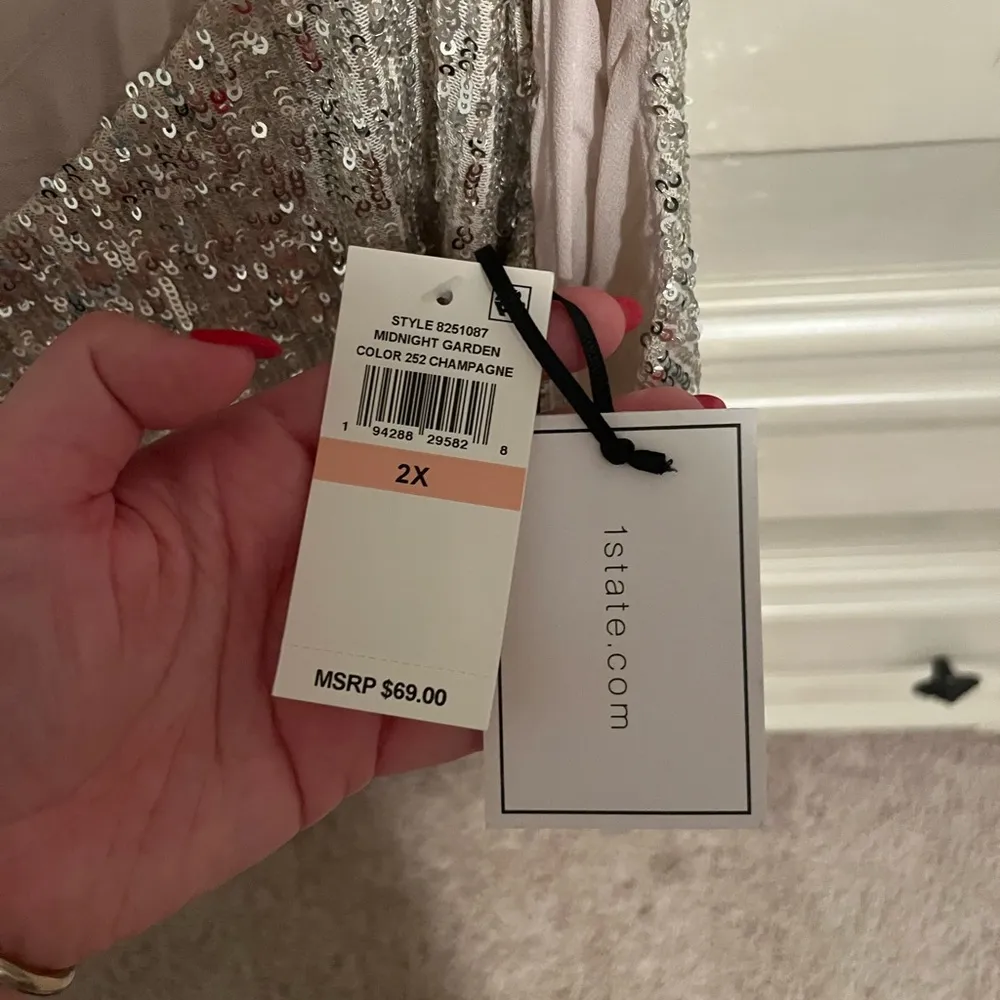 STYLE 8251087
MIDNIGHT GARDEN
COLOR 252 CHAMPAGNE
1 94288 29582 8
2X
MSRP $69.00
1state.com